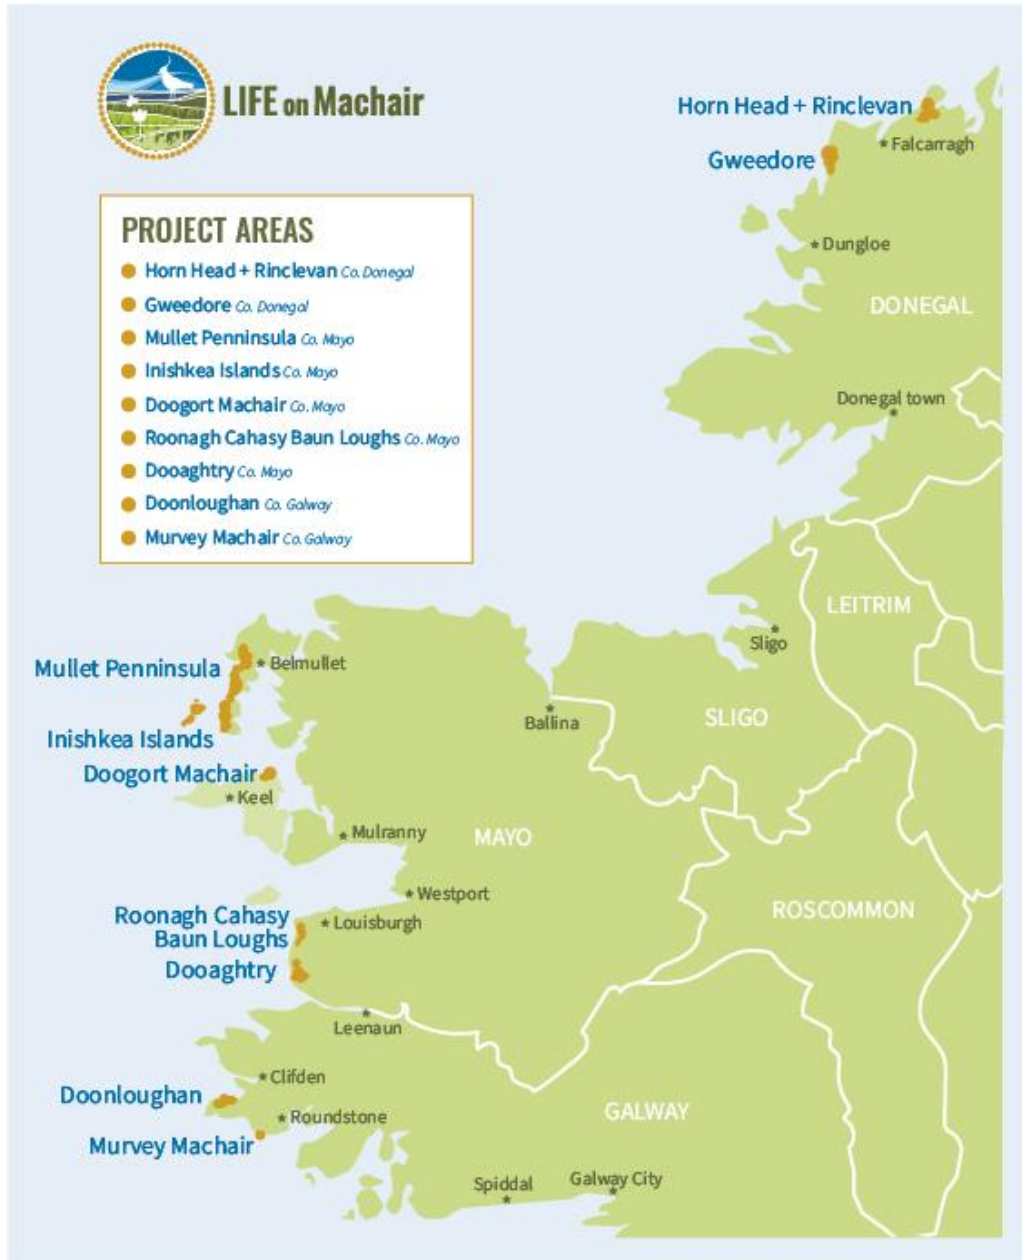 LIFE on Machair
PROJECT AREAS
Horn Head + Rinclevan Co. Donegal
Gweedore Co. Donegal
Mullet Penninsula Co. Mayo
Inishkea Islands Co. Mayo
Doogort Machair Co. Mayo
Roonagh Cahasy Baun Loughs Co. Mayo
Dooaghtry Co. Mayo
Doonloughan Co. Galway
Murvey Machair Co. Galway
Horn Head + Rinclevan
Falcarragh
Gweedore
Dungloe
DONEGAL
Donegal town
LEITRIM
Sligo
Mullet Penninsula
Belmullet
SLIGO
Ballina
Inishkea Islands
Doogort Machair
Keel
Mulranny
MAYO
Westport
ROSCOMMON
Roonagh Cahasy
Baun Loughs
Louisburgh
Dooaghtry
Leenaun
Clifden
Doonloughan
GALWAY
Roundstone
Murvey Machair
Spiddal
Galway City